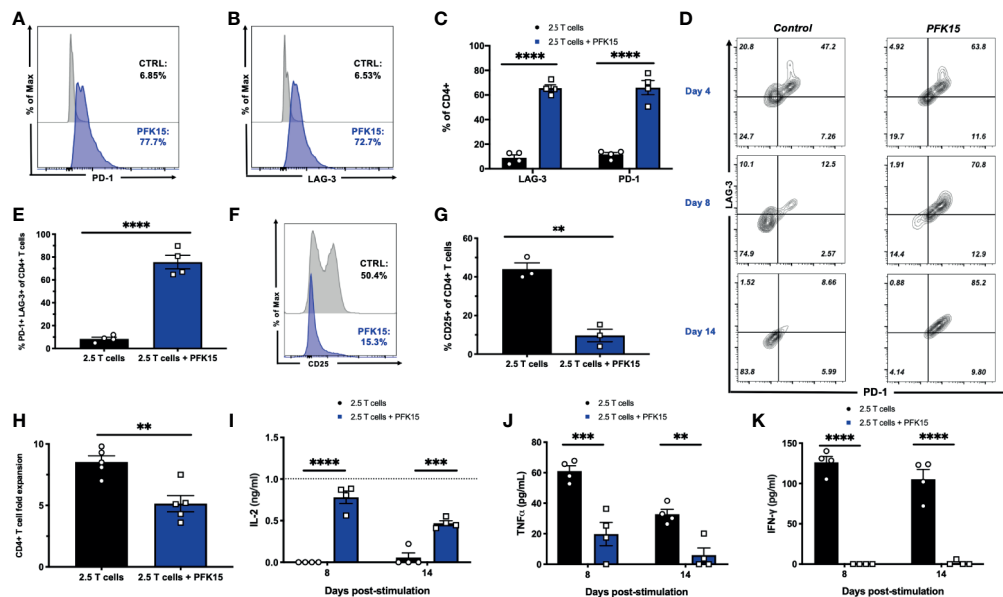 A
% of Max
CTRL:
6.85%
PFK15:
77.7%
PD-1
B
% of Max
CTRL:
6.53%
PFK15:
72.7%
LAG-3
C
2.5 T cells
2.5 T cells + PFK15
****
****
% of CD4+
100
80
60
40
20
0
LAG-3
PD-1
D
Control
PFK15
Day 4
20.8
47.2
24.7
7.26
4.92
63.8
19.7
11.6
Day 8
10.1
12.5
74.9
2.57
1.91
70.8
14.4
12.9
Day 14
1.52
8.66
83.8
5.99
0.88
85.2
4.14
9.80
LAG-3
PD-1
E
****
% PD-1+ LAG-3+ of CD4+ T cells
100
80
60
40
20
0
2.5 T cells
2.5 T cells + PFK15
F
% of Max
CTRL:
50.4%
PFK15:
15.3%
CD25
G
**
% CD25+ of CD4+ T cells
60
40
20
0
2.5 T cells
2.5 T cells + PFK15
H
**
CD4+ T cell fold expansion
10
5
0
2.5 T cells
2.5 T cells + PFK15
I
2.5 T cells
2.5 T cells + PFK15
****
***
IL-2 (ng/ml)
2.0
1.5
1.0
0.5
0.0
8
14
Days post-stimulation
J
2.5 T cells
2.5 T cells + PFK15
***
**
TNFα (pg/mL)
80
60
40
20
0
8
14
Days post-stimulation
K
2.5 T cells
2.5 T cells + PFK15
****
****
IFN-γ (pg/ml)
150
100
50
0
8
14
Days post-stimulation